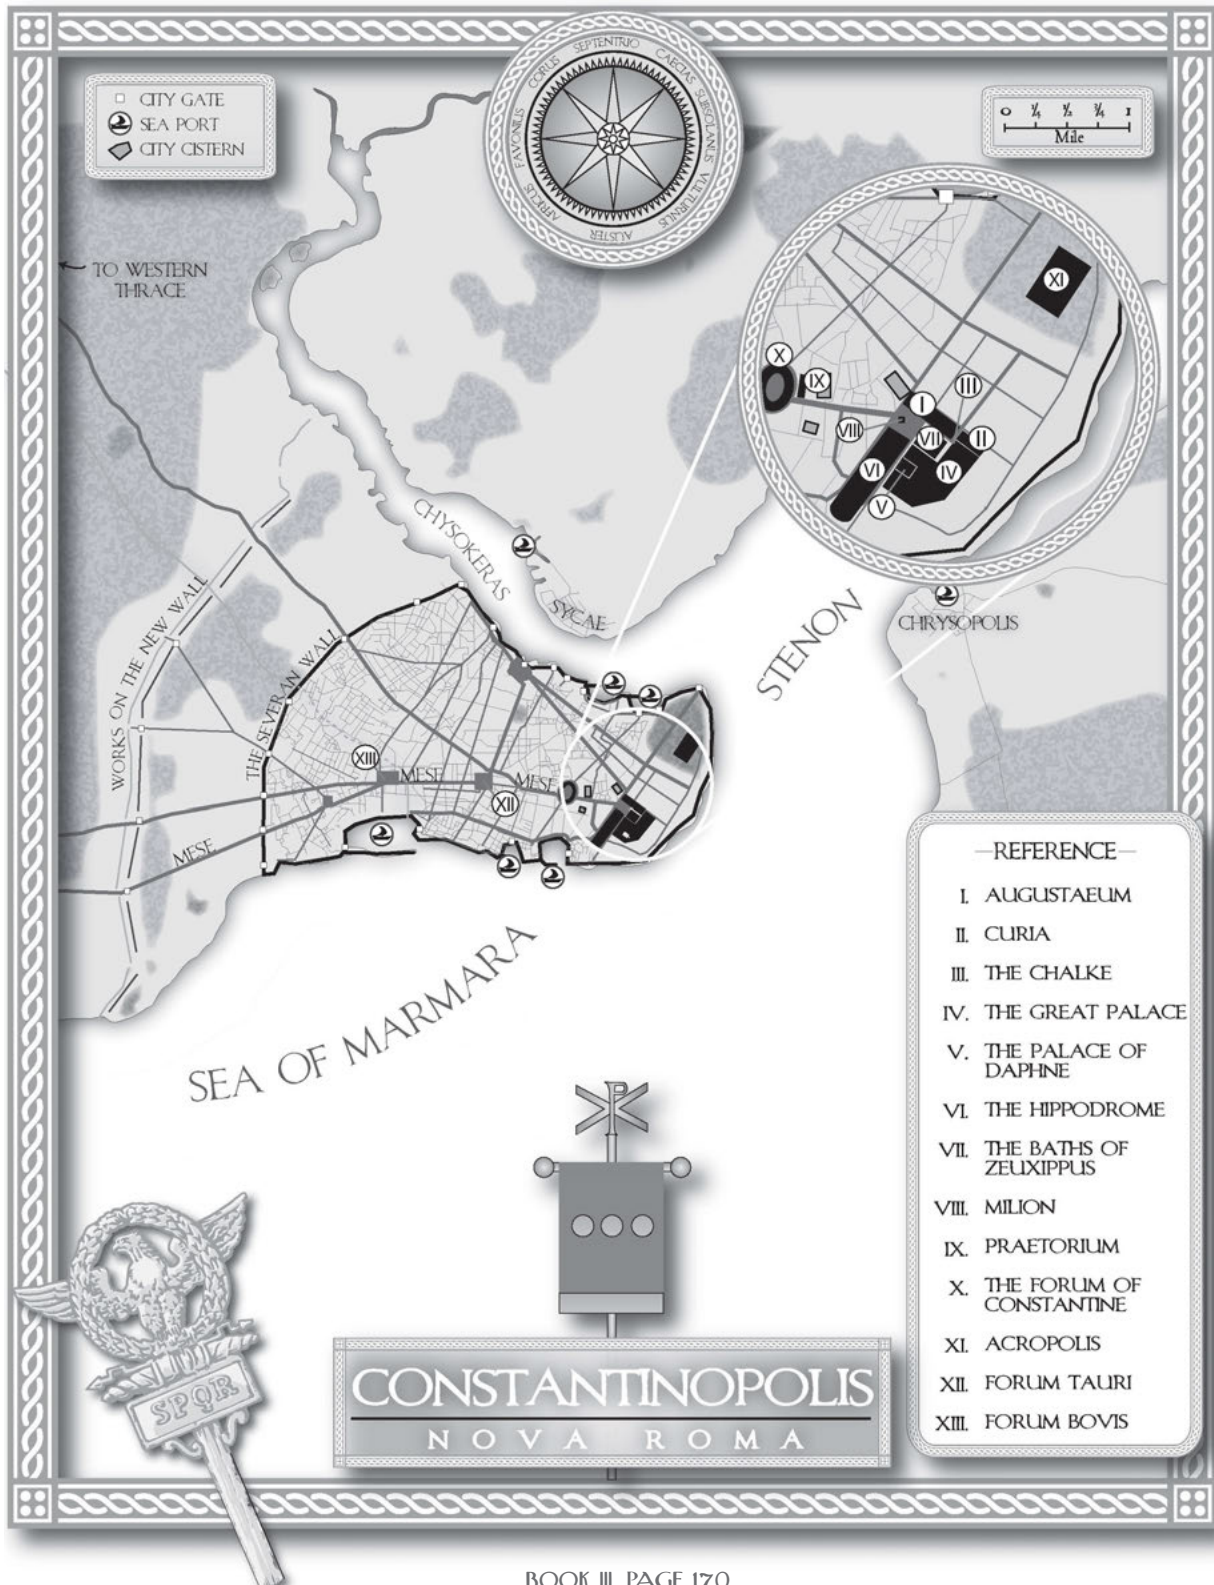 CITY GATE
SEA PORT
CITY CISTERN
SEPTENTRIO
CAECIAS
SUBSOLANUS
VULTURNUS
AUSTER
AFRICUS
FAVONIUS
CORUS
0 ¼ ½ ¾ 1
Mile
TO WESTERN
THRACE
XI
X
IX
III
I
VIII
VII
II
VI
IV
V
CHYSOKERAS
SYCAE
STENON
CHRYSOPOLIS
WORKS ON THE NEW WALL
THE SEVERAN WALL
XIII
MESE
MESE
XII
MESE
SEA OF MARMARA
—REFERENCE—
I. AUGUSTAEUM
II. CURIA
III. THE CHALKE
IV. THE GREAT PALACE
V. THE PALACE OF
DAPHNE
VI. THE HIPPODROME
VII. THE BATHS OF
ZEUXIPPUS
VIII. MILION
IX. PRAETORIUM
X. THE FORUM OF
CONSTANTINE
XI. ACROPOLIS
XII. FORUM TAURI
XIII. FORUM BOVIS
SPQR
CONSTANTINOPOLIS
NOVA ROMA
BOOK III, PAGE 170